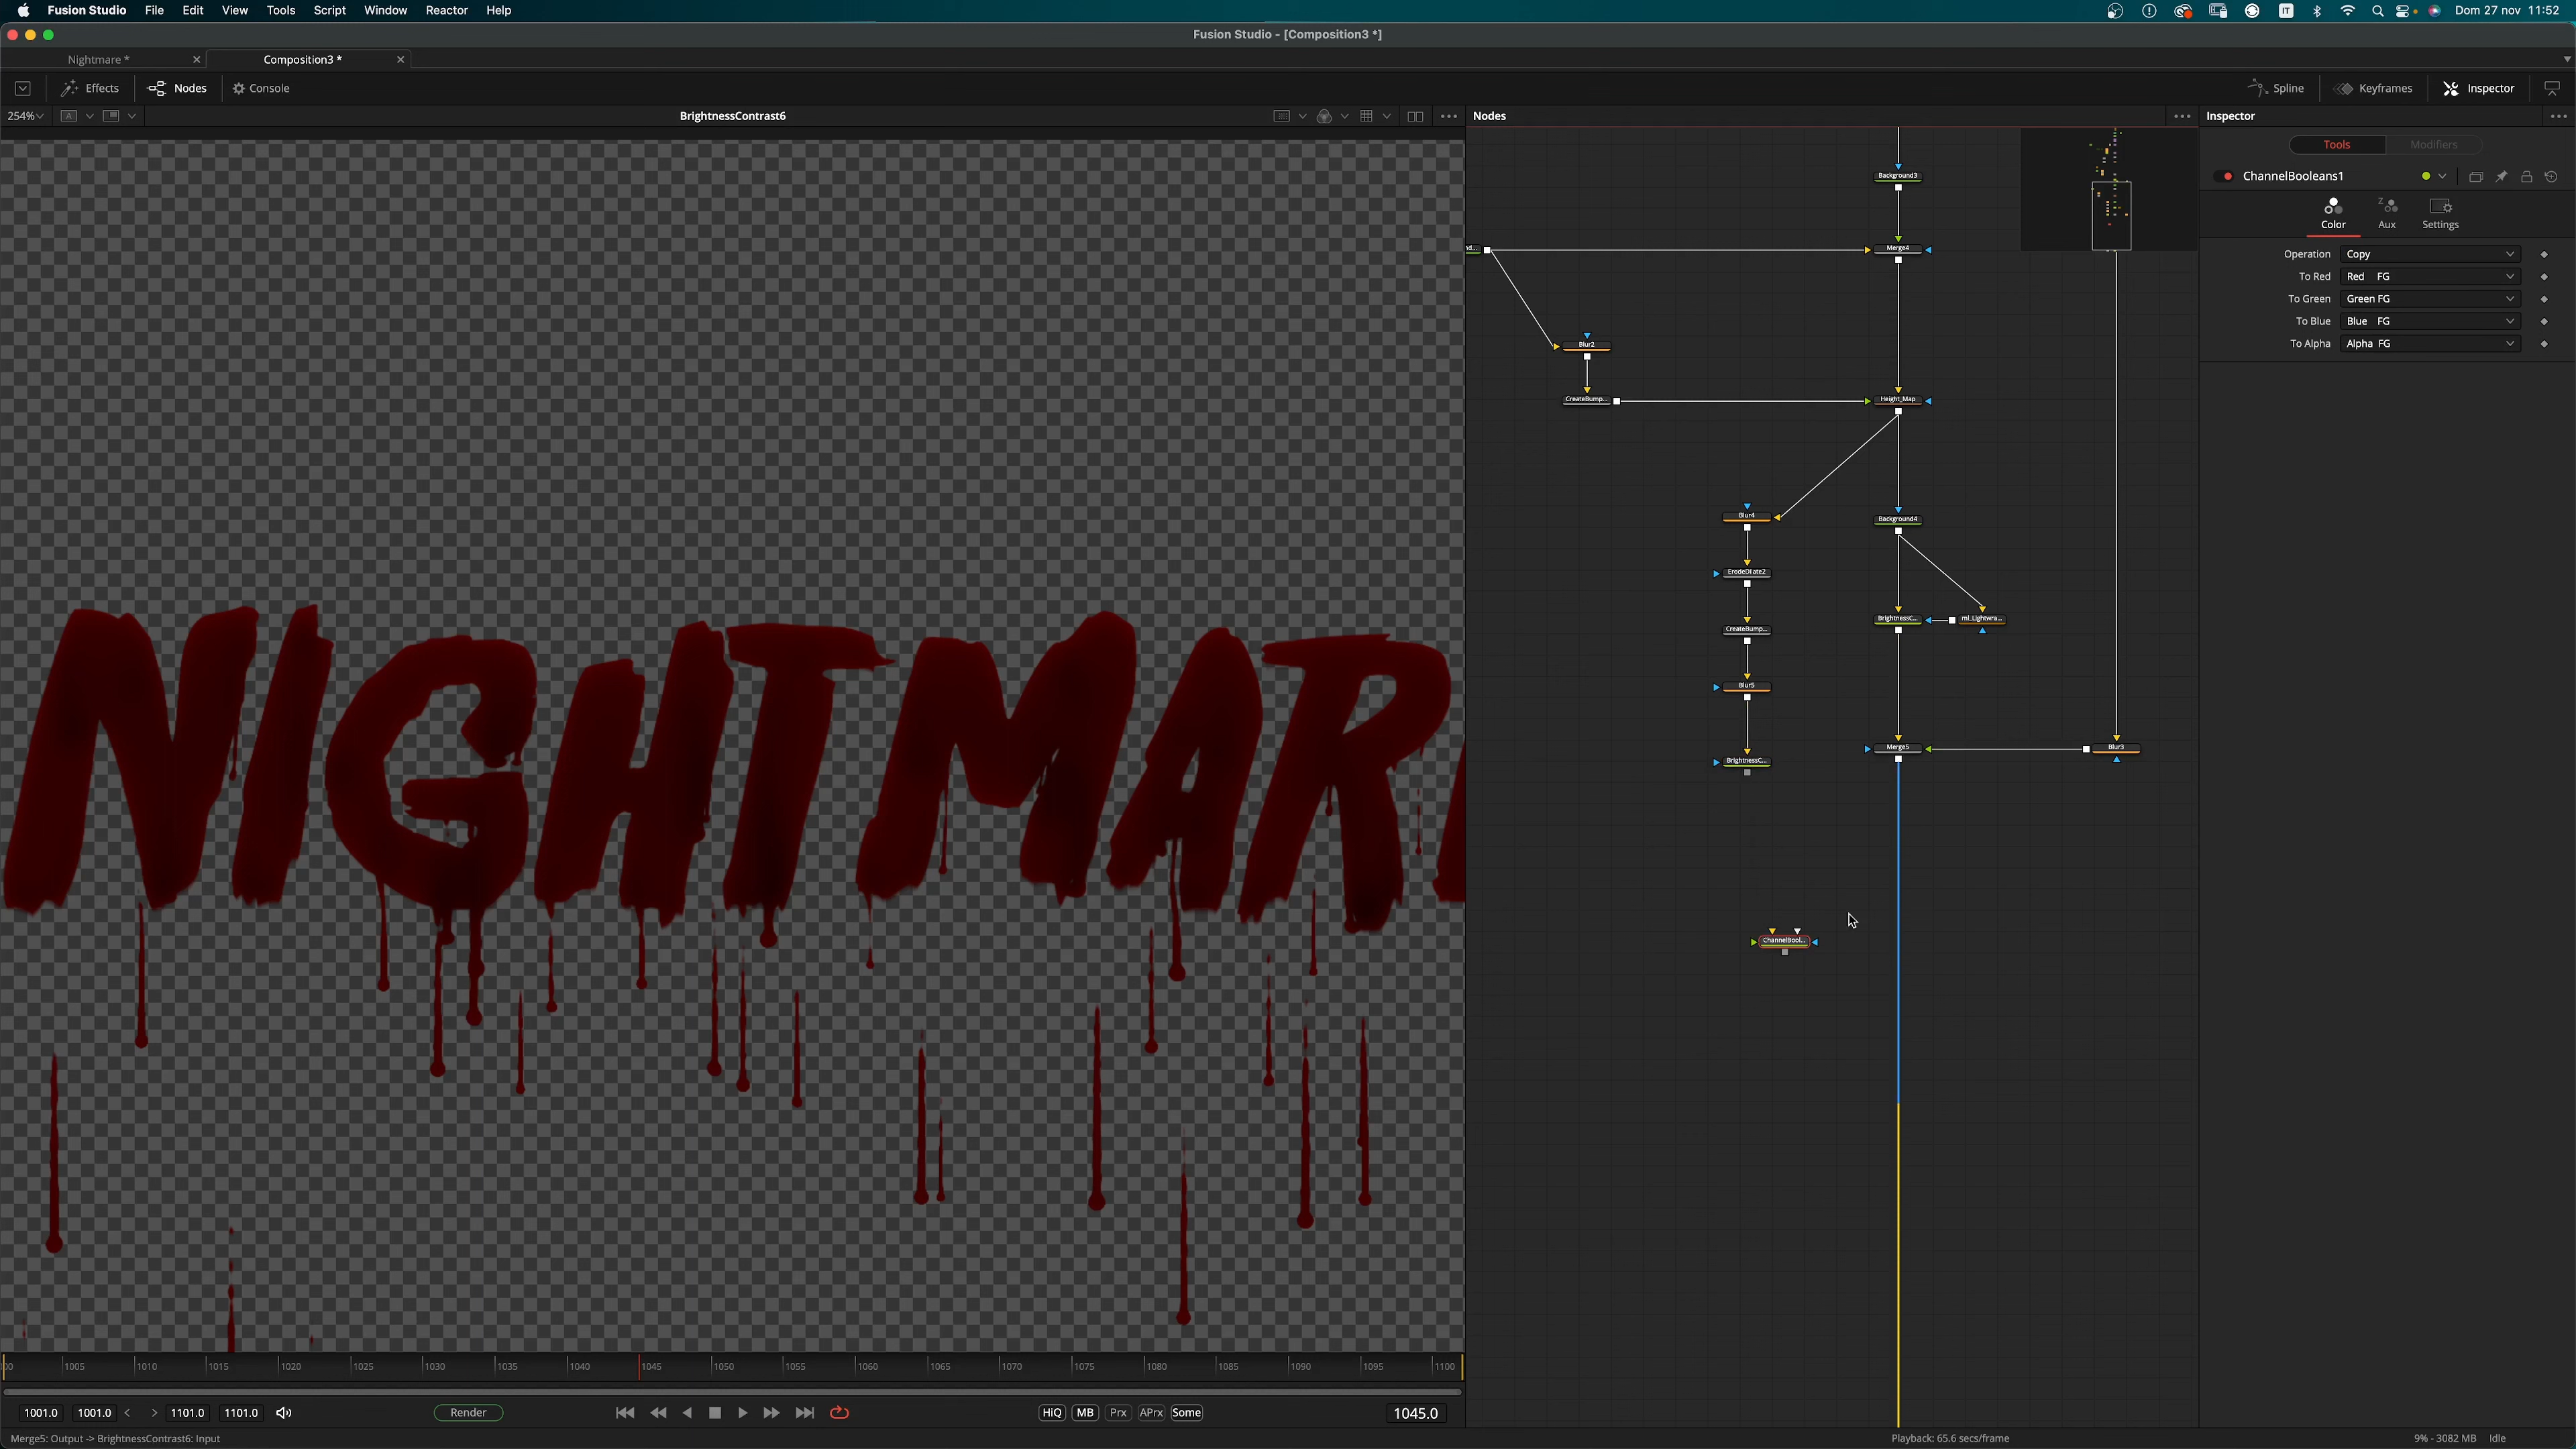 Fusion Studio File Edit View Tools Script Window Reactor Help
IT Dom 27 nov 11:52
Fusion Studio - [Composition3 *]
Nightmare *
Composition3 *
Effects Nodes Console
Spline Keyframes Inspector
254% A
BrightnessContrast6
Nodes
Inspector
Tools Modifiers
ChannelBooleans1
Color Aux Settings
Operation Copy
To Red Red FG
To Green Green FG
To Blue Blue FG
To Alpha Alpha FG
Background3
Merge4
Blur2
CreateBump...
Height_Map
Blur4
Background4
ErodeDilate2
BrightnessC...
ml_Lightwra...
CreateBump...
Blur5
Merge5
Blur3
BrightnessC...
ChannelBool...
NIGHTMAR
1005 1010 1015 1020 1025 1030 1035 1040 1045 1050 1055 1060 1065 1070 1075 1080 1085 1090 1095 1100
1001.0 1001.0 < > 1101.0 1101.0
Render
HiQ MB Prx APrx Some
1045.0
Merge5: Output -> BrightnessContrast6: Input
Playback: 65.6 secs/frame
9% - 3082 MB Idle